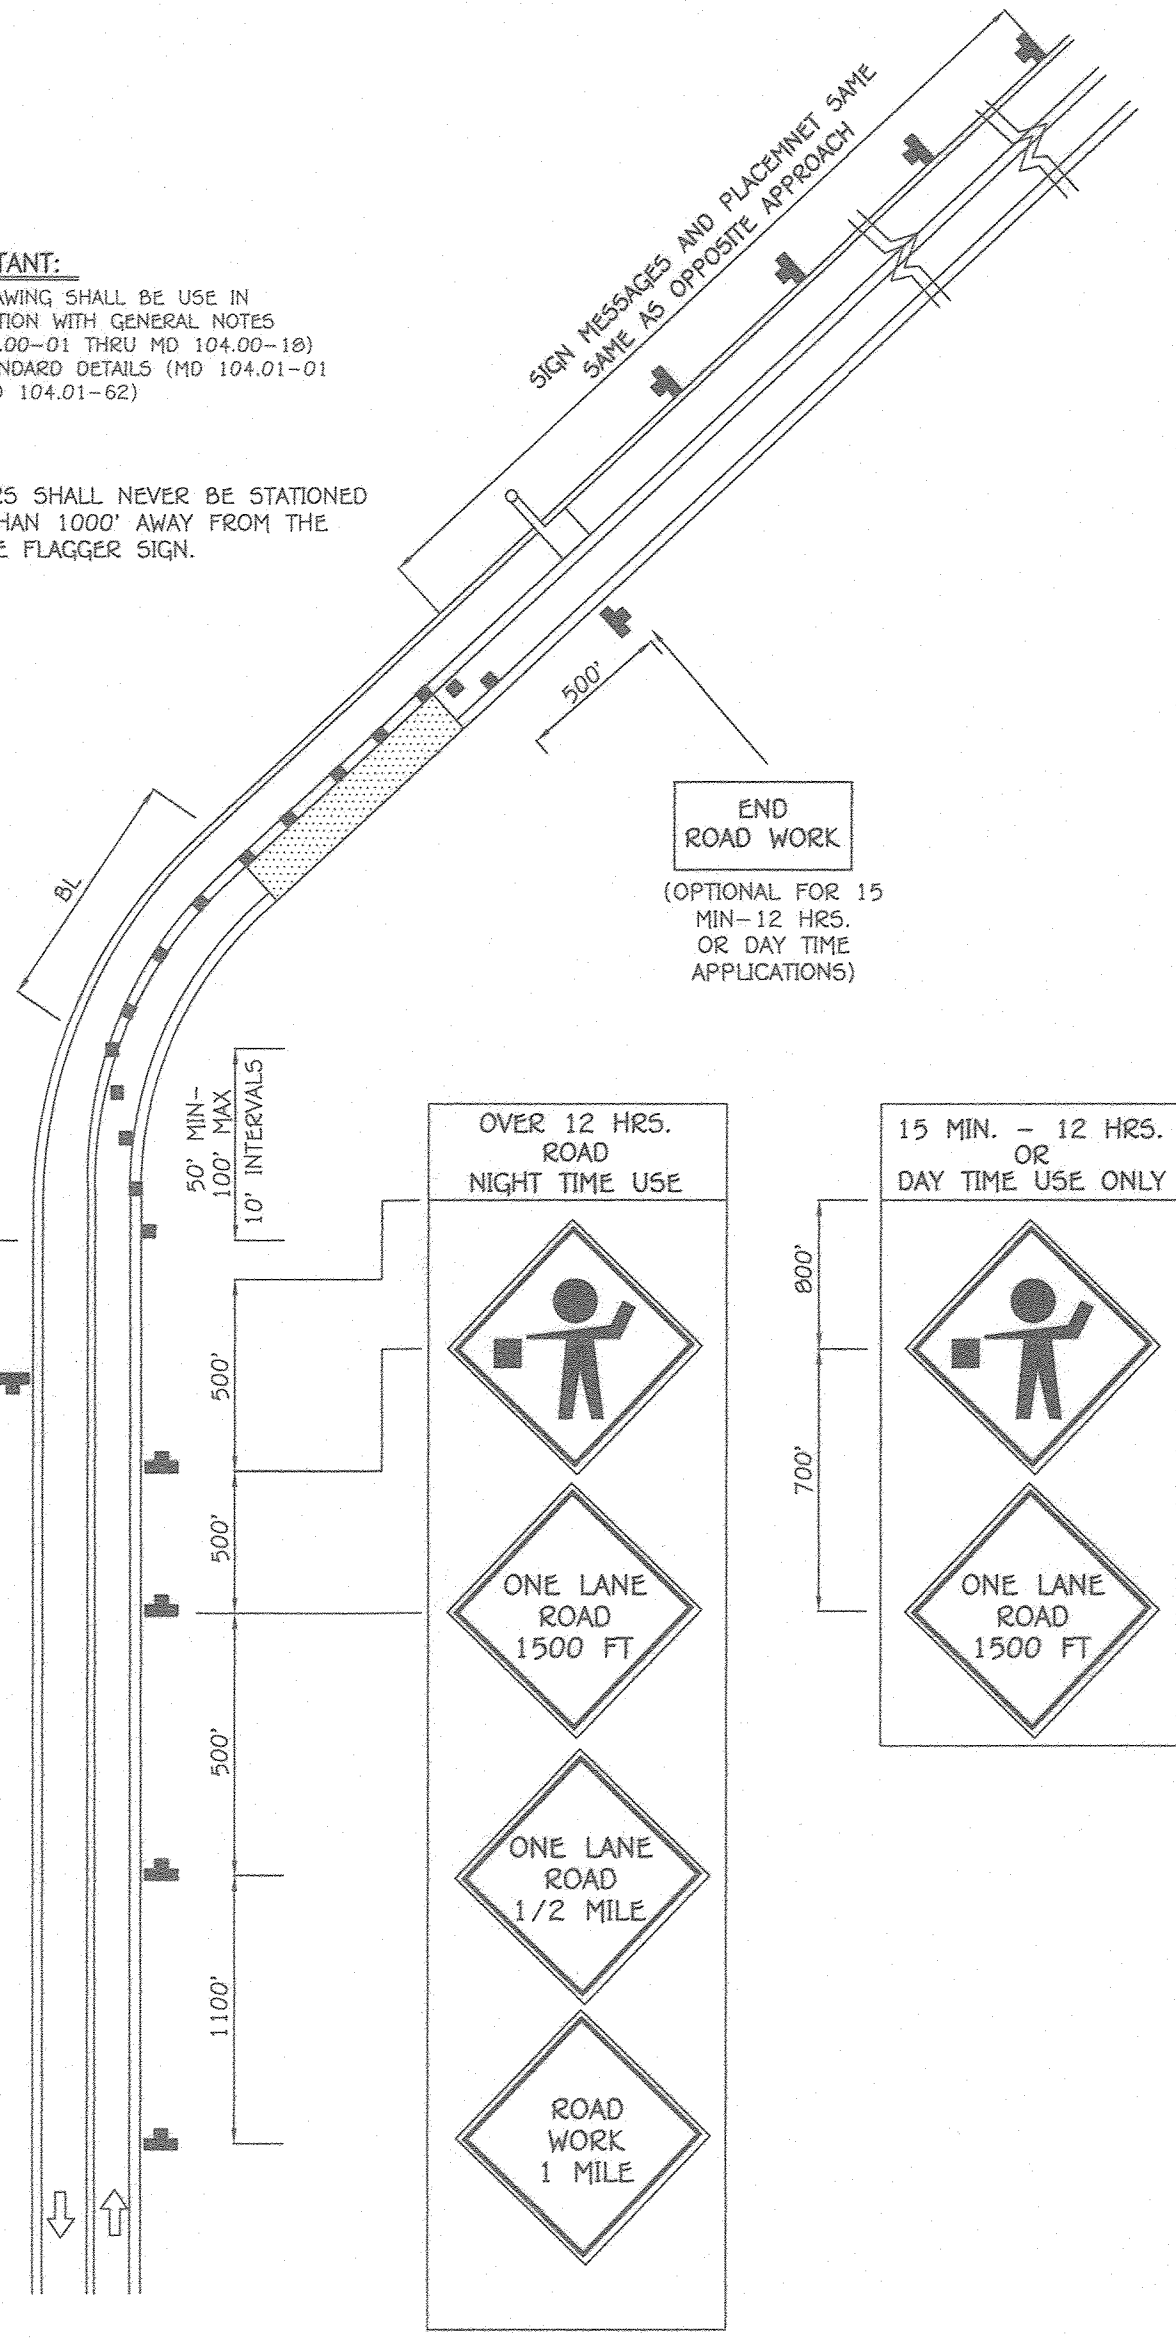 SIGN MESSAGES AND PLACEMNET SAME
SAME AS OPPOSITE APPROACH
TANT:
AWING SHALL BE USE IN
TION WITH GENERAL NOTES
.00-01 THRU MD 104.00-18)
NDARD DETAILS (MD 104.01-01
D 104.01-62)
RS SHALL NEVER BE STATIONED
HAN 1000' AWAY FROM THE
E FLAGGER SIGN.
500'
END
ROAD WORK
(OPTIONAL FOR 15
MIN-12 HRS.
OR DAY TIME
APPLICATIONS)
BL
50' MIN-
100' MAX
10' INTERVALS
OVER 12 HRS.
ROAD
NIGHT TIME USE
15 MIN. - 12 HRS.
OR
DAY TIME USE ONLY
500'
500'
500'
1100'
800'
700'
ONE LANE
ROAD
1500 FT
ONE LANE
ROAD
1500 FT
ONE LANE
ROAD
1/2 MILE
ROAD
WORK
1 MILE